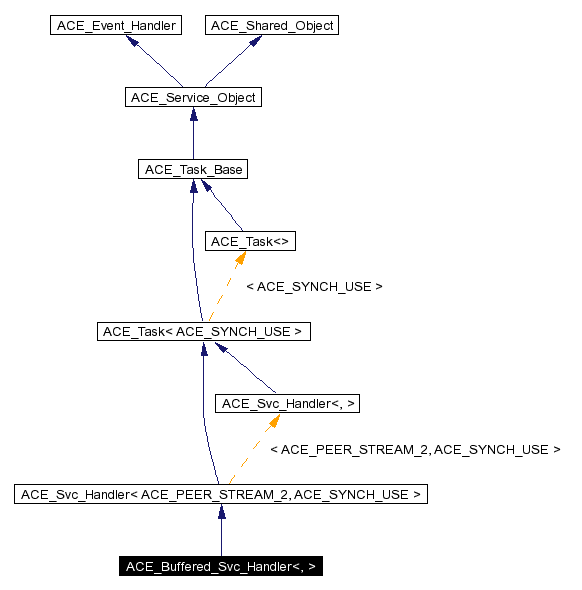 ACE_Event_Handler
ACE_Shared_Object
ACE_Service_Object
ACE_Task_Base
ACE_Task<>
< ACE_SYNCH_USE >
ACE_Task< ACE_SYNCH_USE >
ACE_Svc_Handler<, >
< ACE_PEER_STREAM_2, ACE_SYNCH_USE >
ACE_Svc_Handler< ACE_PEER_STREAM_2, ACE_SYNCH_USE >
ACE_Buffered_Svc_Handler<, >